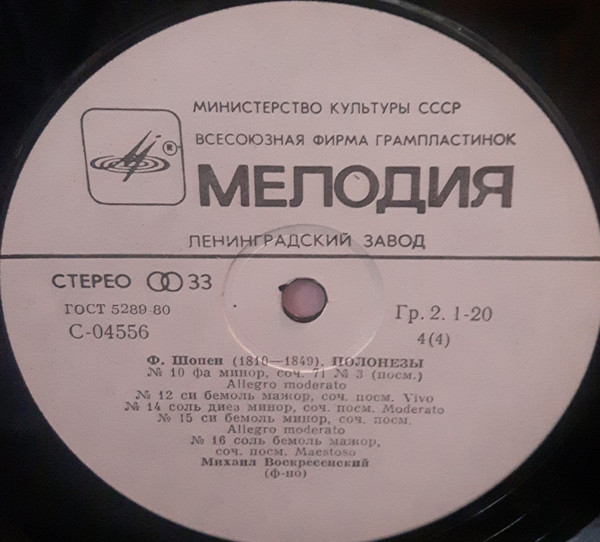 МИНИСТЕРСТВО КУЛЬТУРЫ СССР
ВСЕСОЮЗНАЯ ФИРМА ГРАМПЛАСТИНОК
®
МЕЛОДИЯ
ЛЕНИНГРАДСКИЙ ЗАВОД
СТЕРЕО 33
ГОСТ 5289-80
С-04556
Гр. 2. 1-20
4(4)
Ф. Шопен (1810—1849). ПОЛОНЕЗЫ
№ 10 фа минор, соч. 71 № 3 (посм.)
Allegro moderato
№ 12 си бемоль мажор, соч. посм. Vivo
№ 14 соль диез минор, соч. посм. Moderato
№ 15 си бемоль минор, соч. посм.
Allegro moderato
№ 16 соль бемоль мажор,
соч. посм. Maestoso
Михаил Воскресенский
(ф-но)